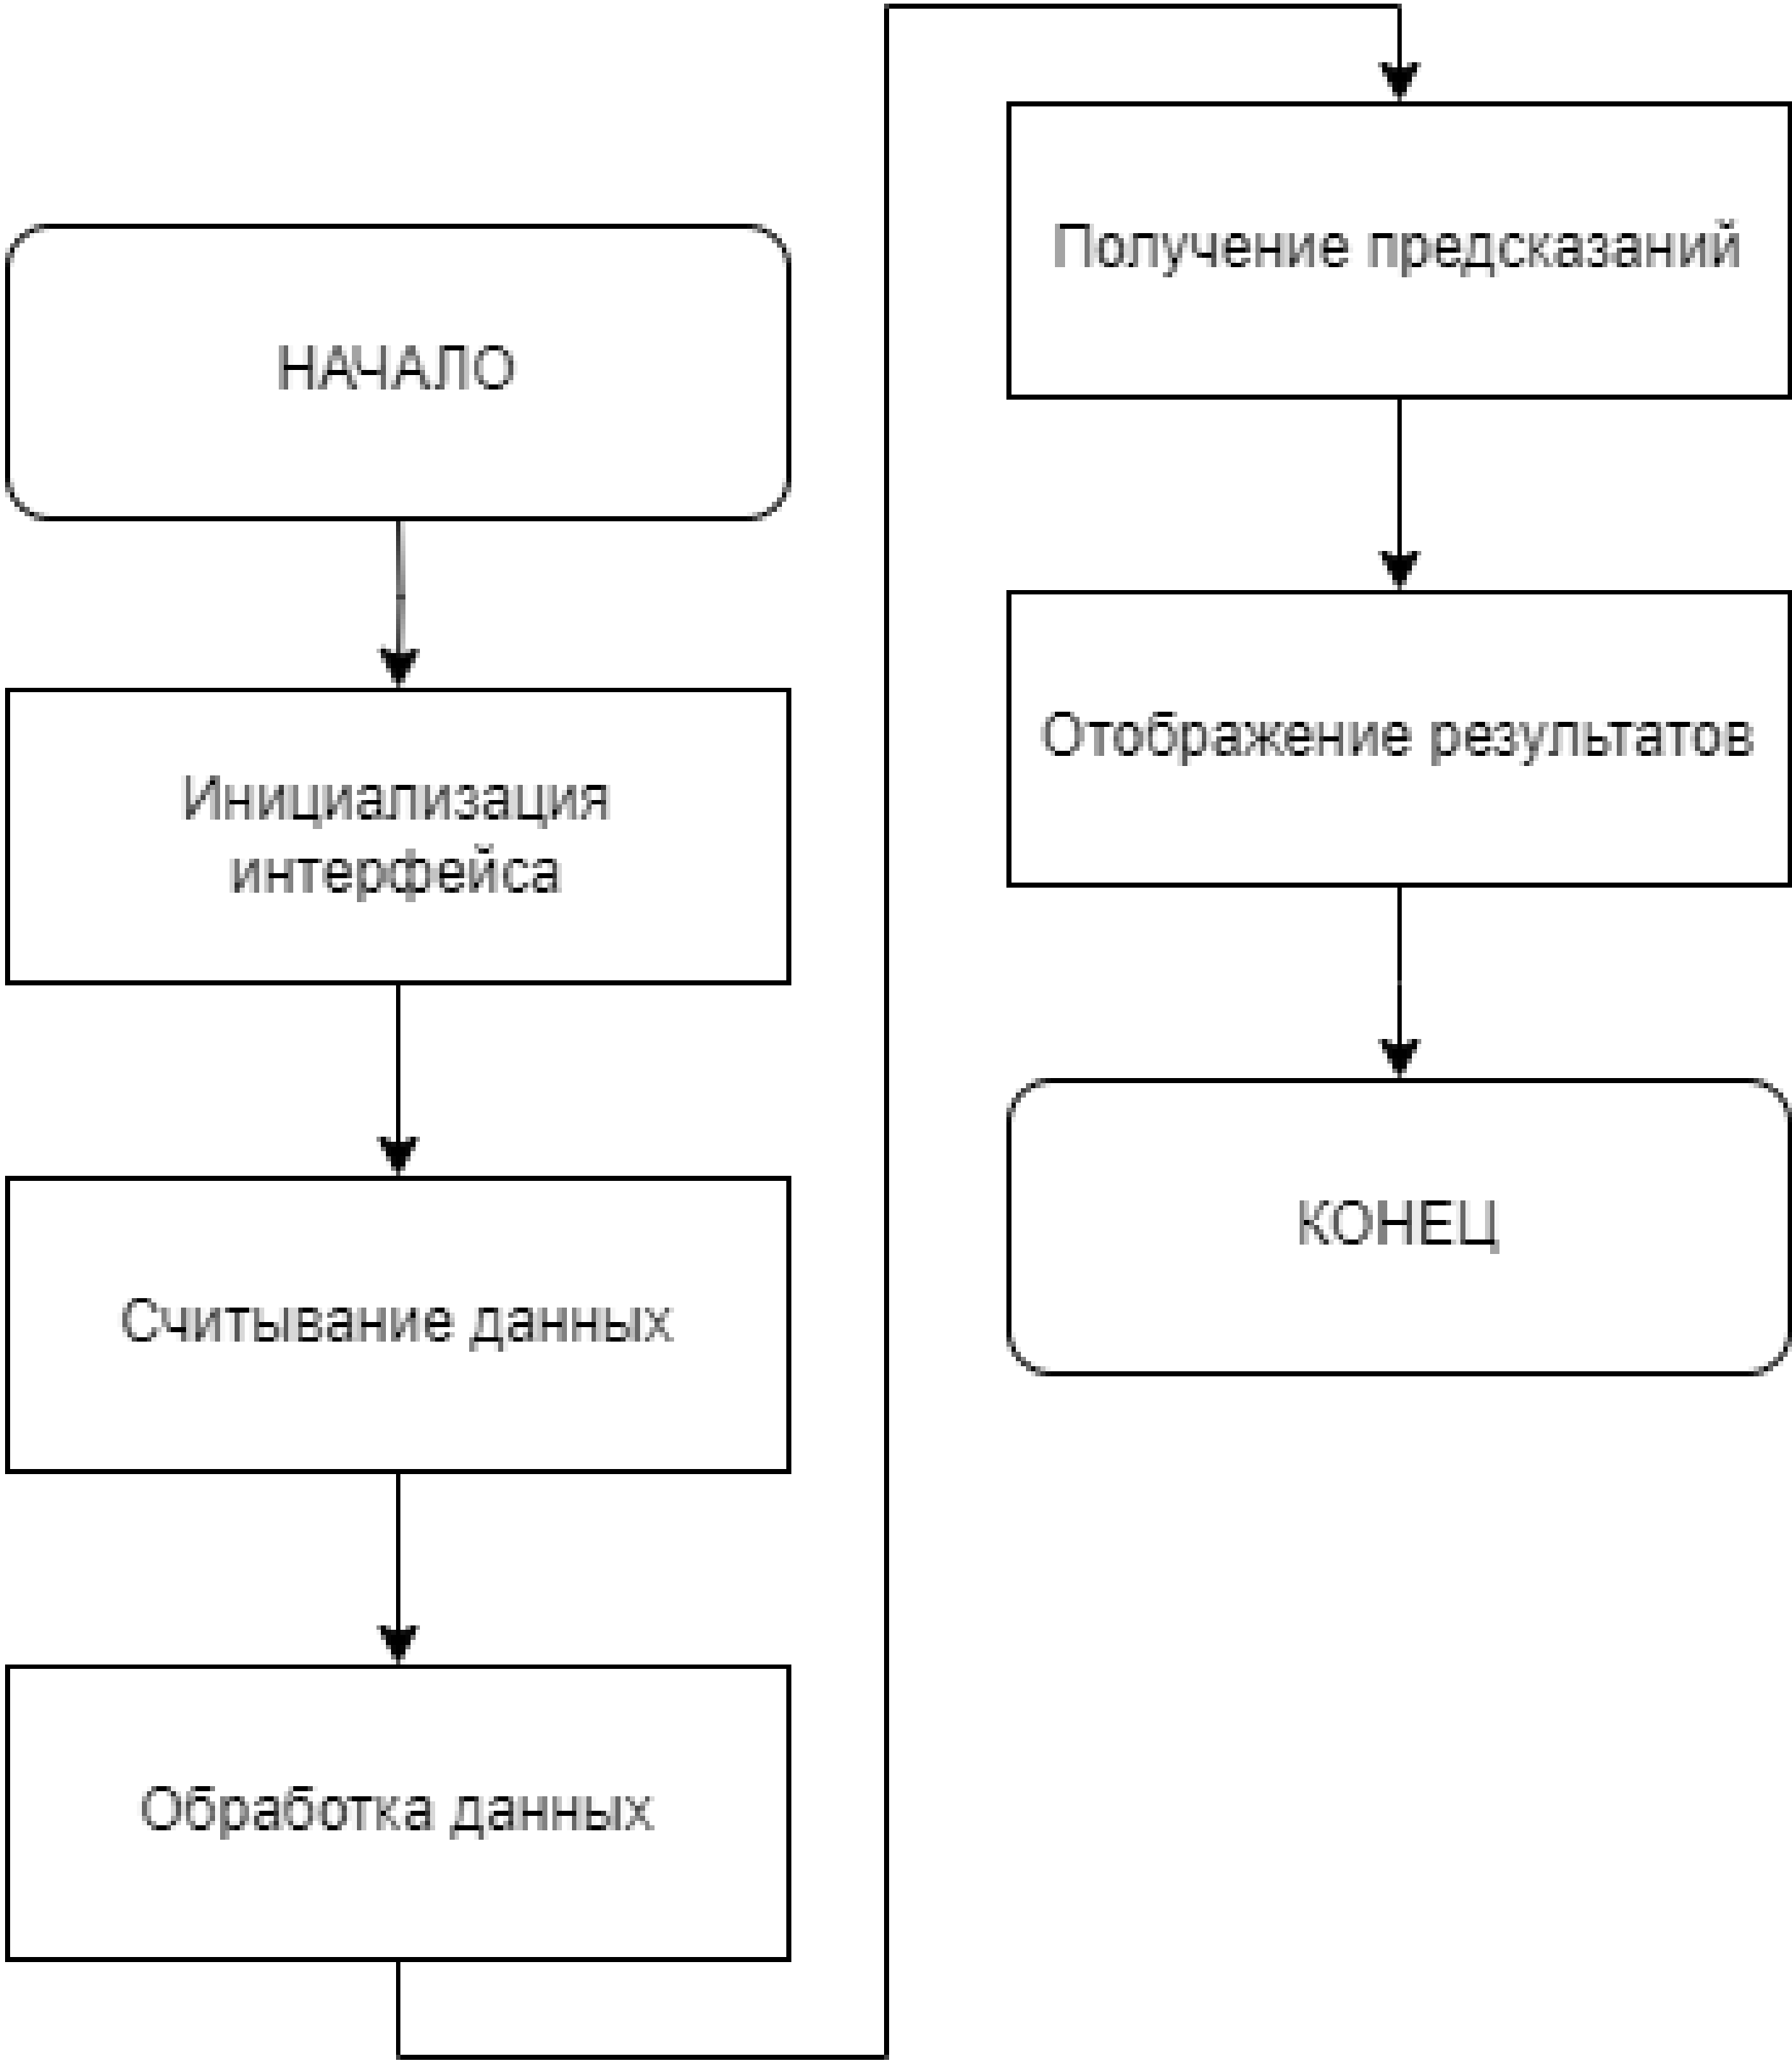 НАЧАЛО
Инициализация
интерфейса
Считывание данных
Обработка данных
Получение предсказаний
Отображение результатов
КОНЕЦ